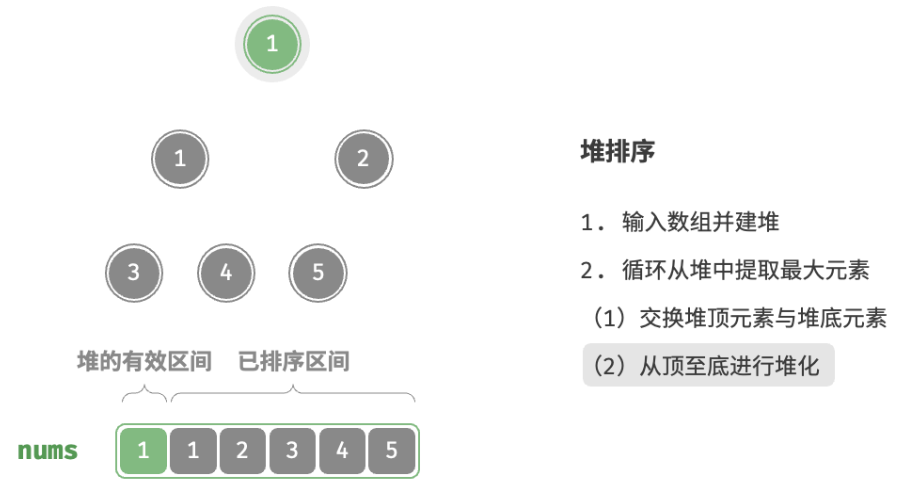 1
1 2
3 4 5
堆的有效区间 已排序区间
nums 1 1 2 3 4 5
堆排序
1. 输入数组并建堆
2. 循环从堆中提取最大元素
（1）交换堆顶元素与堆底元素
（2）从顶至底进行堆化